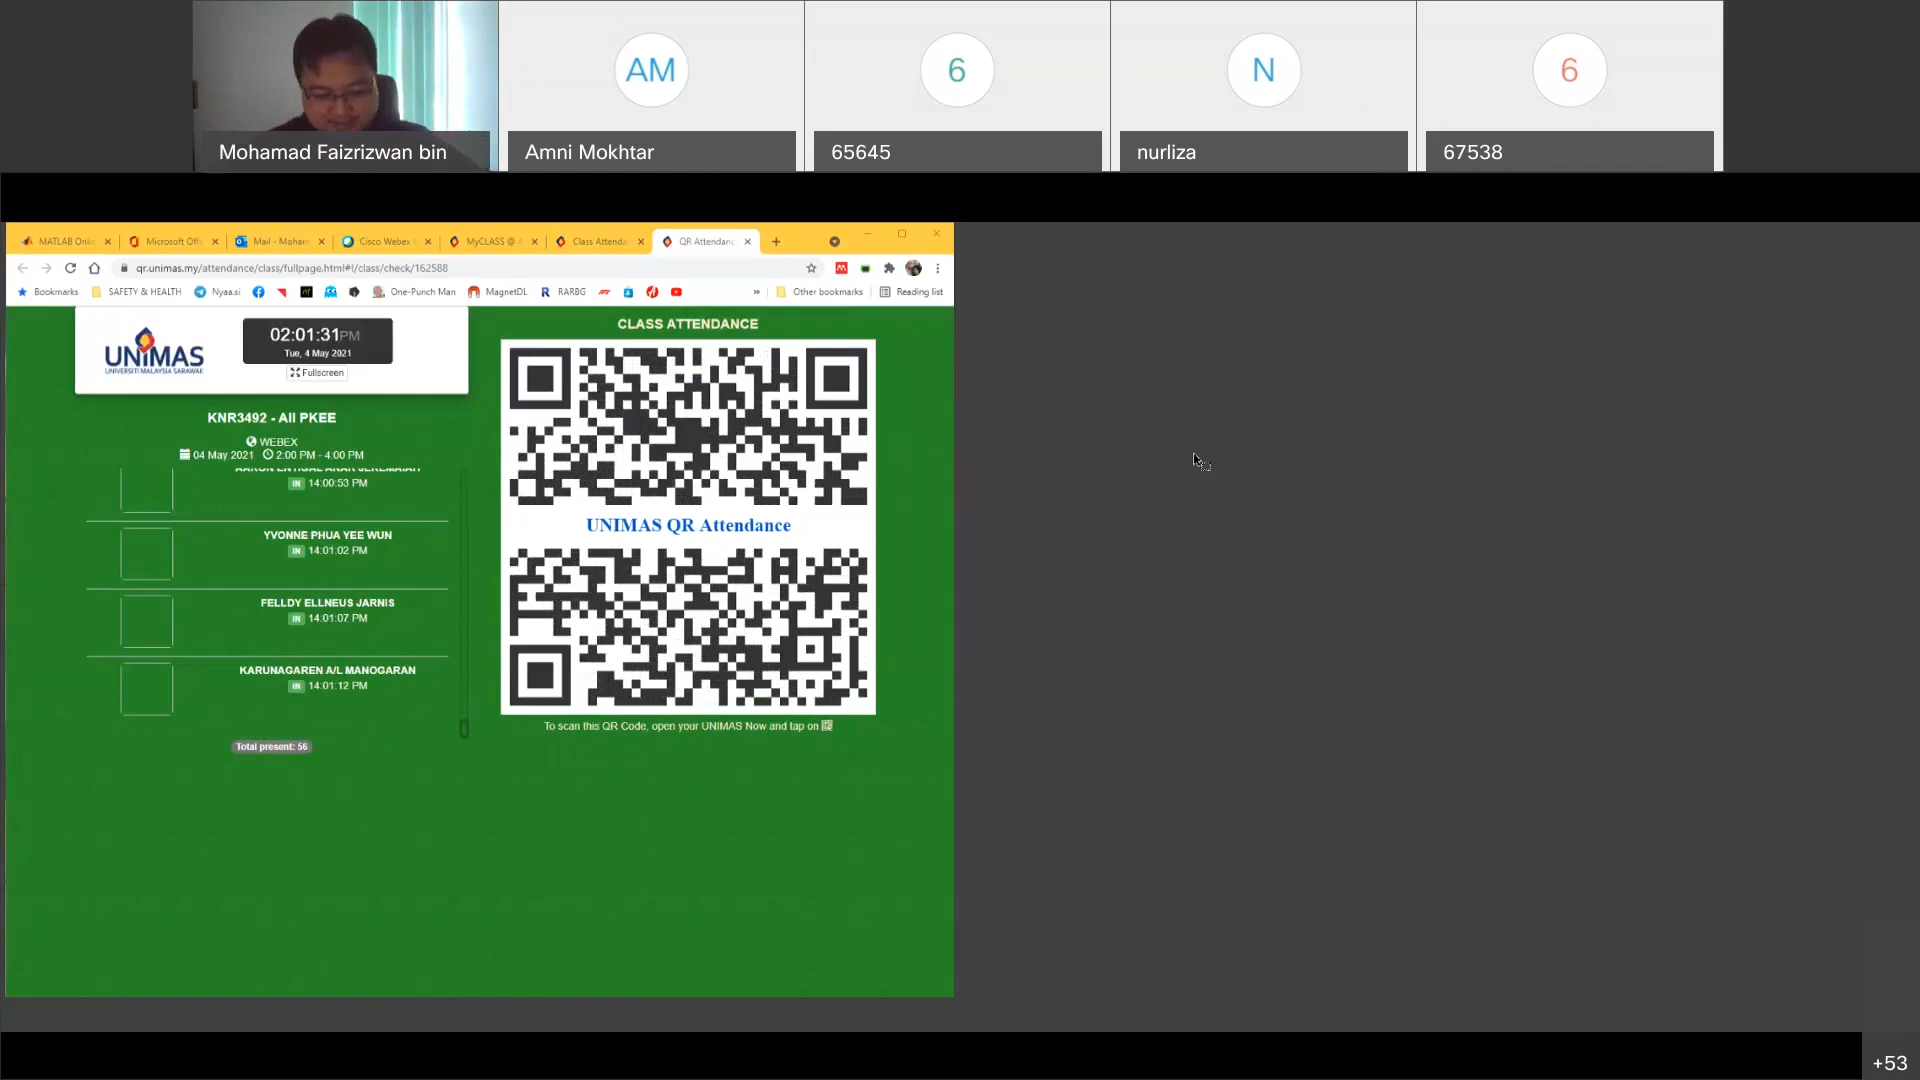 AM
6
N
6
Mohamad Faizrizwan bin
Amni Mokhtar
65645
nurliza
67538
MATLAB Onli
Microsoft Offi
Mail - Moham
Cisco Webex
MyCLASS @
Class Attenda
QR Attendanc
qr.unimas.my/attendance/class/fullpage.html#!/class/check/162588
Bookmarks
SAFETY & HEALTH
Nyaa.si
One-Punch Man
MagnetDL
RARBG
»
Other bookmarks
Reading list
UNIMAS
UNIVERSITI MALAYSIA SARAWAK
02:01:31PM
Tue, 4 May 2021
Fullscreen
KNR3492 - All PKEE
WEBEX
04 May 2021 2:00 PM - 4:00 PM
IN 14:00:53 PM
YVONNE PHUA YEE WUN
IN 14:01:02 PM
FELLDY ELLNEUS JARNIS
IN 14:01:07 PM
KARUNAGAREN A/L MANOGARAN
IN 14:01:12 PM
Total present: 56
CLASS ATTENDANCE
UNIMAS QR Attendance
To scan this QR Code, open your UNIMAS Now and tap on
+53